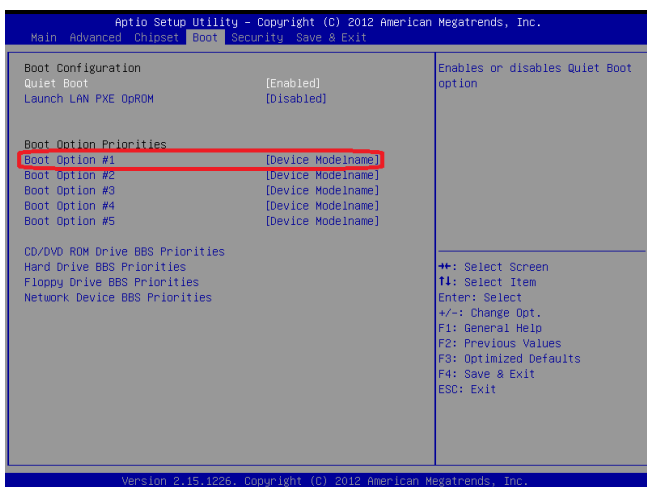 Aptio Setup Utility – Copyright (C) 2012 American Megatrends, Inc.
Main Advanced Chipset Boot Security Save & Exit
Boot Configuration
Quiet Boot [Enabled]
Launch LAN PXE OpROM [Disabled]
Boot Option Priorities
Boot Option #1 [Device Modelname]
Boot Option #2 [Device Modelname]
Boot Option #3 [Device Modelname]
Boot Option #4 [Device Modelname]
Boot Option #5 [Device Modelname]
CD/DVD ROM Drive BBS Priorities
Hard Drive BBS Priorities
Floppy Drive BBS Priorities
Network Device BBS Priorities
Enables or disables Quiet Boot
option
→←: Select Screen
↑↓: Select Item
Enter: Select
+/-: Change Opt.
F1: General Help
F2: Previous Values
F3: Optimized Defaults
F4: Save & Exit
ESC: Exit
Version 2.15.1226. Copyright (C) 2012 American Megatrends, Inc.